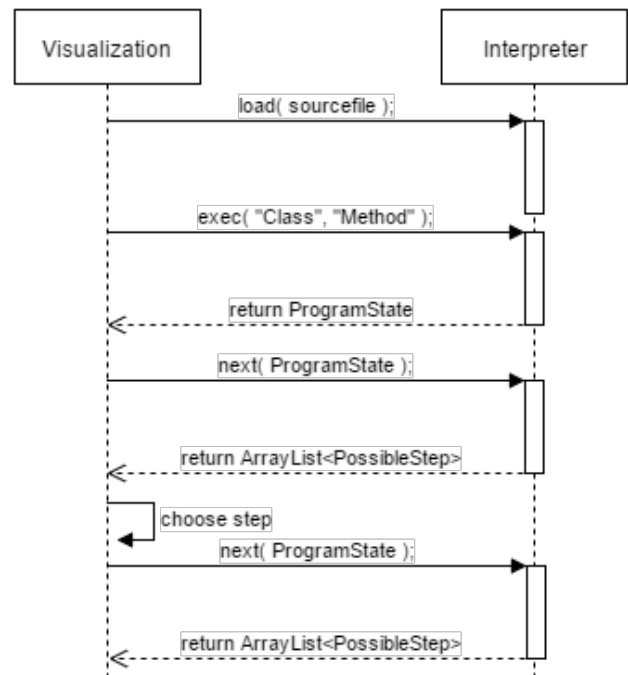 Visualization
Interpreter
load( sourcefile );
exec( "Class", "Method" );
return ProgramState
next( ProgramState );
return ArrayList<PossibleStep>
choose step
next( ProgramState );
return ArrayList<PossibleStep>